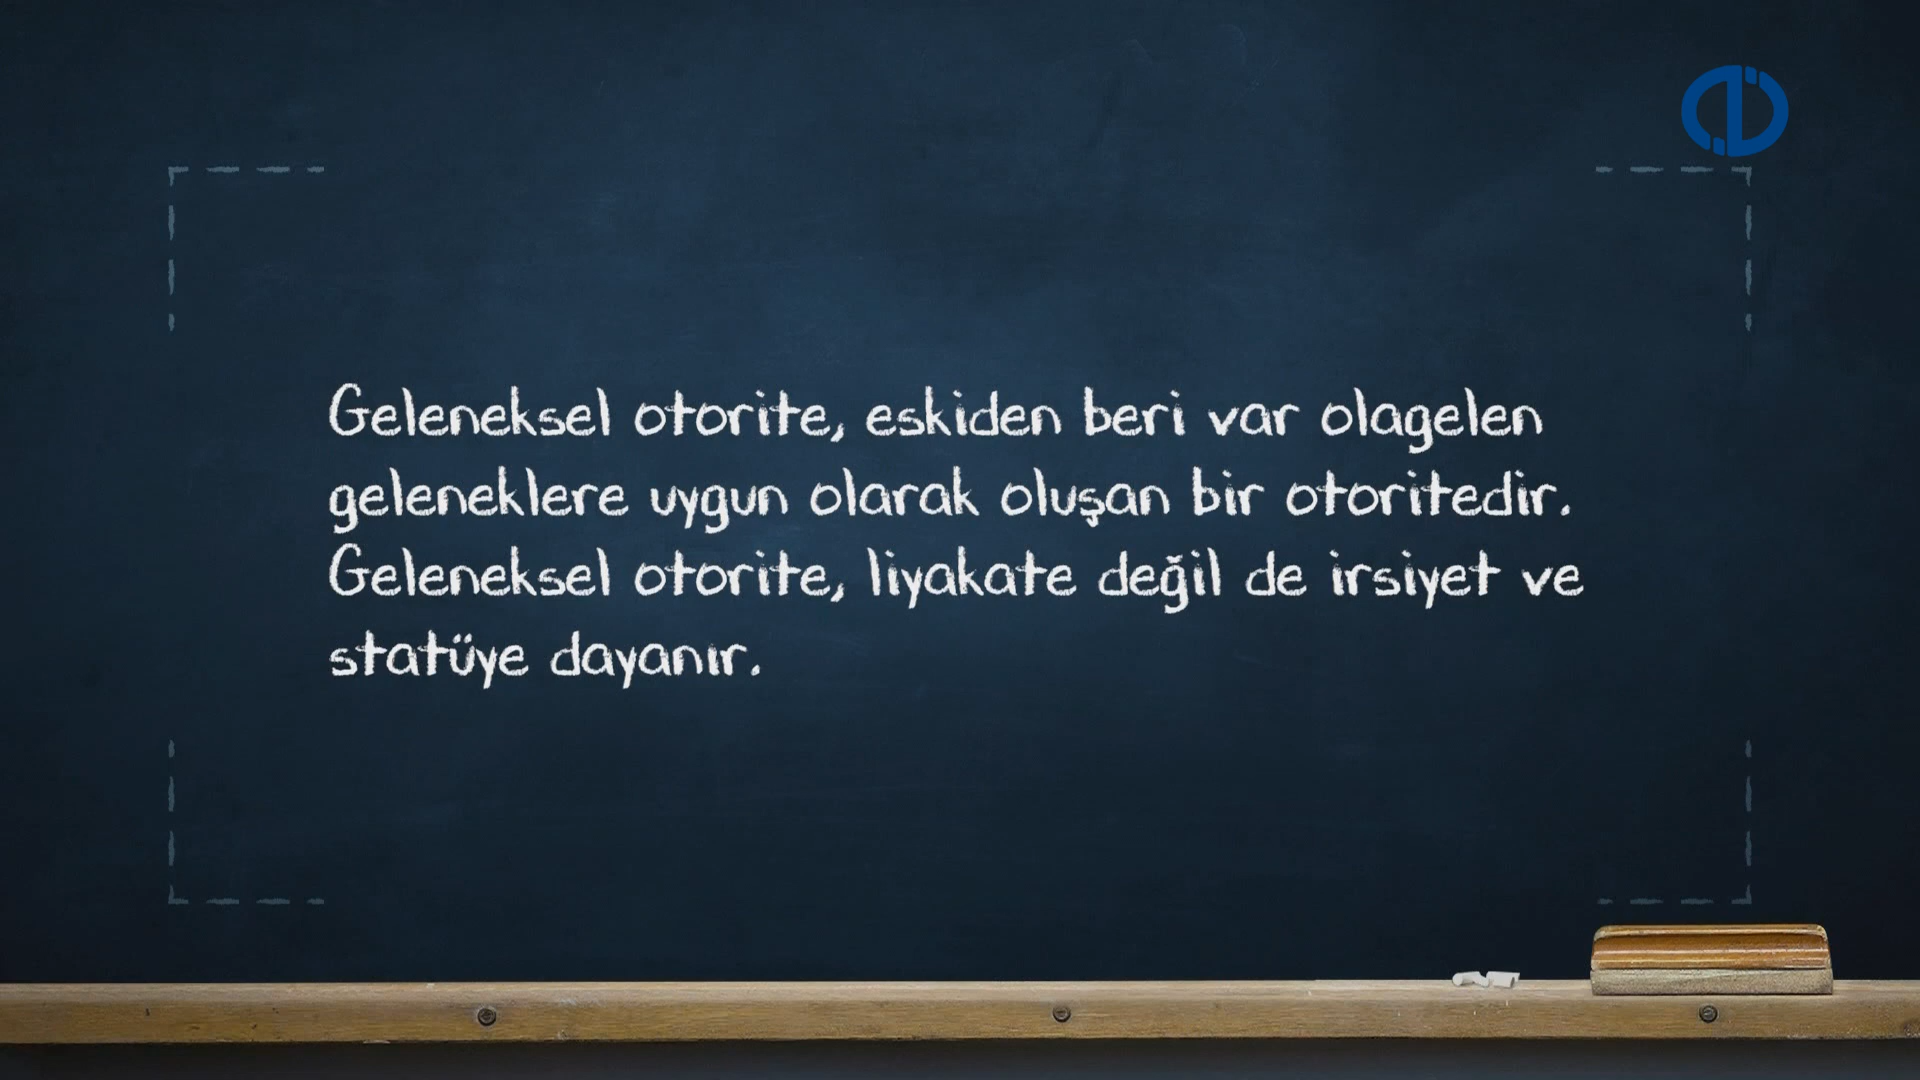 Geleneksel otorite, eskiden beri var olagelen
geleneklere uygun olarak oluşan bir otoritedir.
Geleneksel otorite, liyakate değil de irsiyet ve
statüye dayanır.